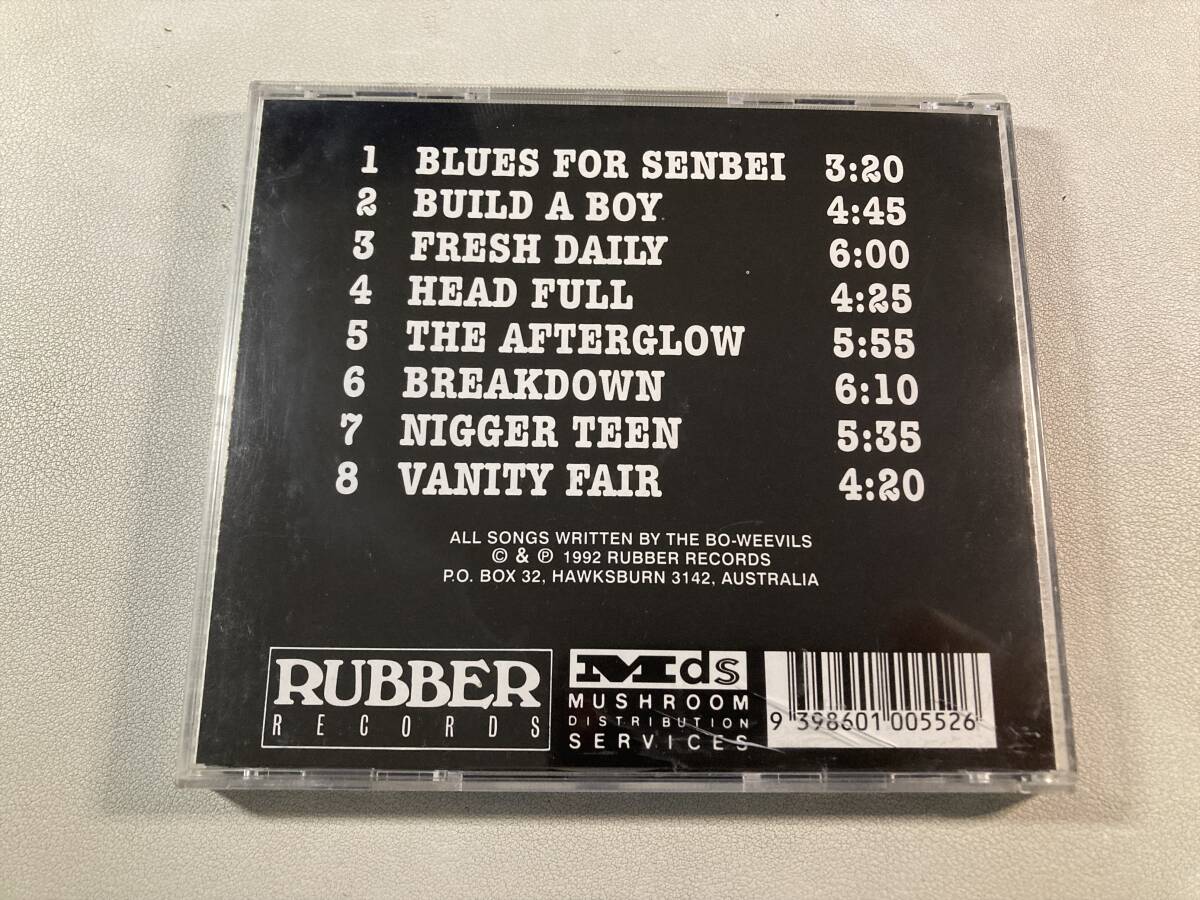 1 BLUES FOR SENBEI 3:20
2 BUILD A BOY 4:45
3 FRESH DAILY 6:00
4 HEAD FULL 4:25
5 THE AFTERGLOW 5:55
6 BREAKDOWN 6:10
7 NIGGER TEEN 5:35
8 VANITY FAIR 4:20
ALL SONGS WRITTEN BY THE BO-WEEVILS
© & ℗ 1992 RUBBER RECORDS
P.O. BOX 32, HAWKSBURN 3142, AUSTRALIA
RUBBER
RECORDS
Mds
MUSHROOM
DISTRIBUTION
SERVICES
9 398601 005526